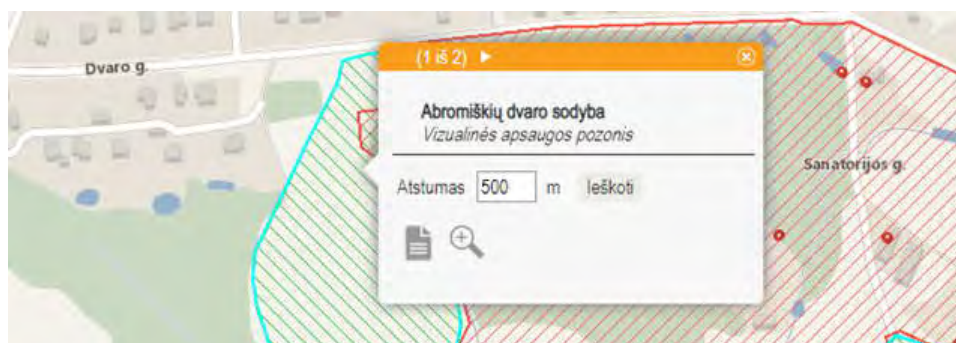 Dvaro g.
(1 iš 2)
Abromiškių dvaro sodyba
Vizualinės apsaugos pozonis
Atstumas 500 m Ieškoti
Sanatorijos g.